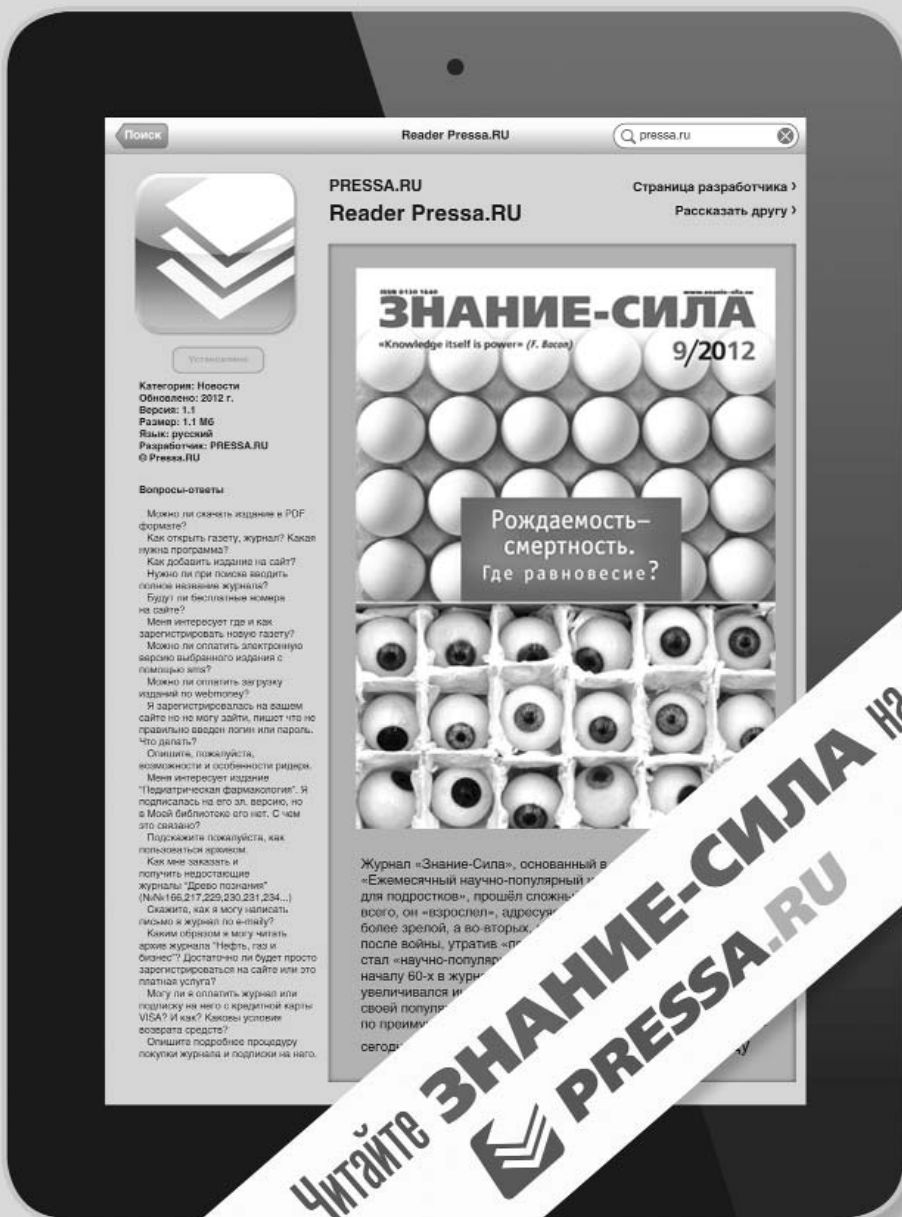 Поиск
Reader Pressa.RU
pressa.ru
PRESSA.RU
Reader Pressa.RU
Страница разработчика ›
Рассказать другу ›
Установлено
Категория: Новости
Обновлено: 2012 г.
Версия: 1.1
Размер: 1.1 Мб
Язык: русский
Разработчик: PRESSA.RU
© Pressa.RU
Вопросы-ответы
Можно ли скачать издание в PDF
формате?
Как открыть газету, журнал? Какая
нужна программа?
Как добавить издание на сайт?
Нужно ли при поиске вводить
полное название журнала?
Будут ли бесплатные номера
на сайте?
Меня интересует где и как
зарегистрировать новую газету?
Можно ли оплатить электронную
версию выбранного издания с
помощью sms?
Можно ли оплатить загрузку
изданий по webmoney?
Я зарегистрировалась на вашем
сайте но не могу зайти, пишет что не
правильно введен логин или пароль.
Что делать?
Опишите, пожалуйста,
возможности и особенности ридера.
Меня интересует издание
"Педиатрическая фармакология". Я
подписалась на его эл. версию, но
в Моей библиотеке его нет. С чем
это связано?
Подскажите пожалуйста, как
пользоваться архивом.
Как мне заказать и
получить недостающие
журналы "Древо познания"
(№№166,217,229,230,231,234...)
Скажите, как я могу написать
письмо в журнал по e-maily?
Каким образом я могу читать
архив журнала "Нефть, газ и
бизнес"? Достаточно ли будет просто
зарегистрироваться на сайте или это
платная услуга?
Могу ли я оплатить журнал или
подписку на него с кредитной карты
VISA? И как? Каковы условия
возврата средств?
Опишите подробнее процедуру
покупки журнала и подписки на него.
ISSN 0130 1640
www.znanie-sila.su
ЗНАНИЕ-СИЛА
«Knowledge itself is power» (F. Bacon)
9/2012
Рождаемость–
смертность.
Где равновесие?
Журнал «Знание-Сила», основанный в
«Ежемесячный научно-популярный
для подростков», прошёл сложный
всего, он «взрослел», адресуя
более зрелой, а во-вторых,
после войны, утратив
стал «научно-популяр
началу 60-х в журн
увеличивался
своей популя
по преиму
сегодн
Читайте ЗНАНИЕ-СИЛА на
PRESSA.RU